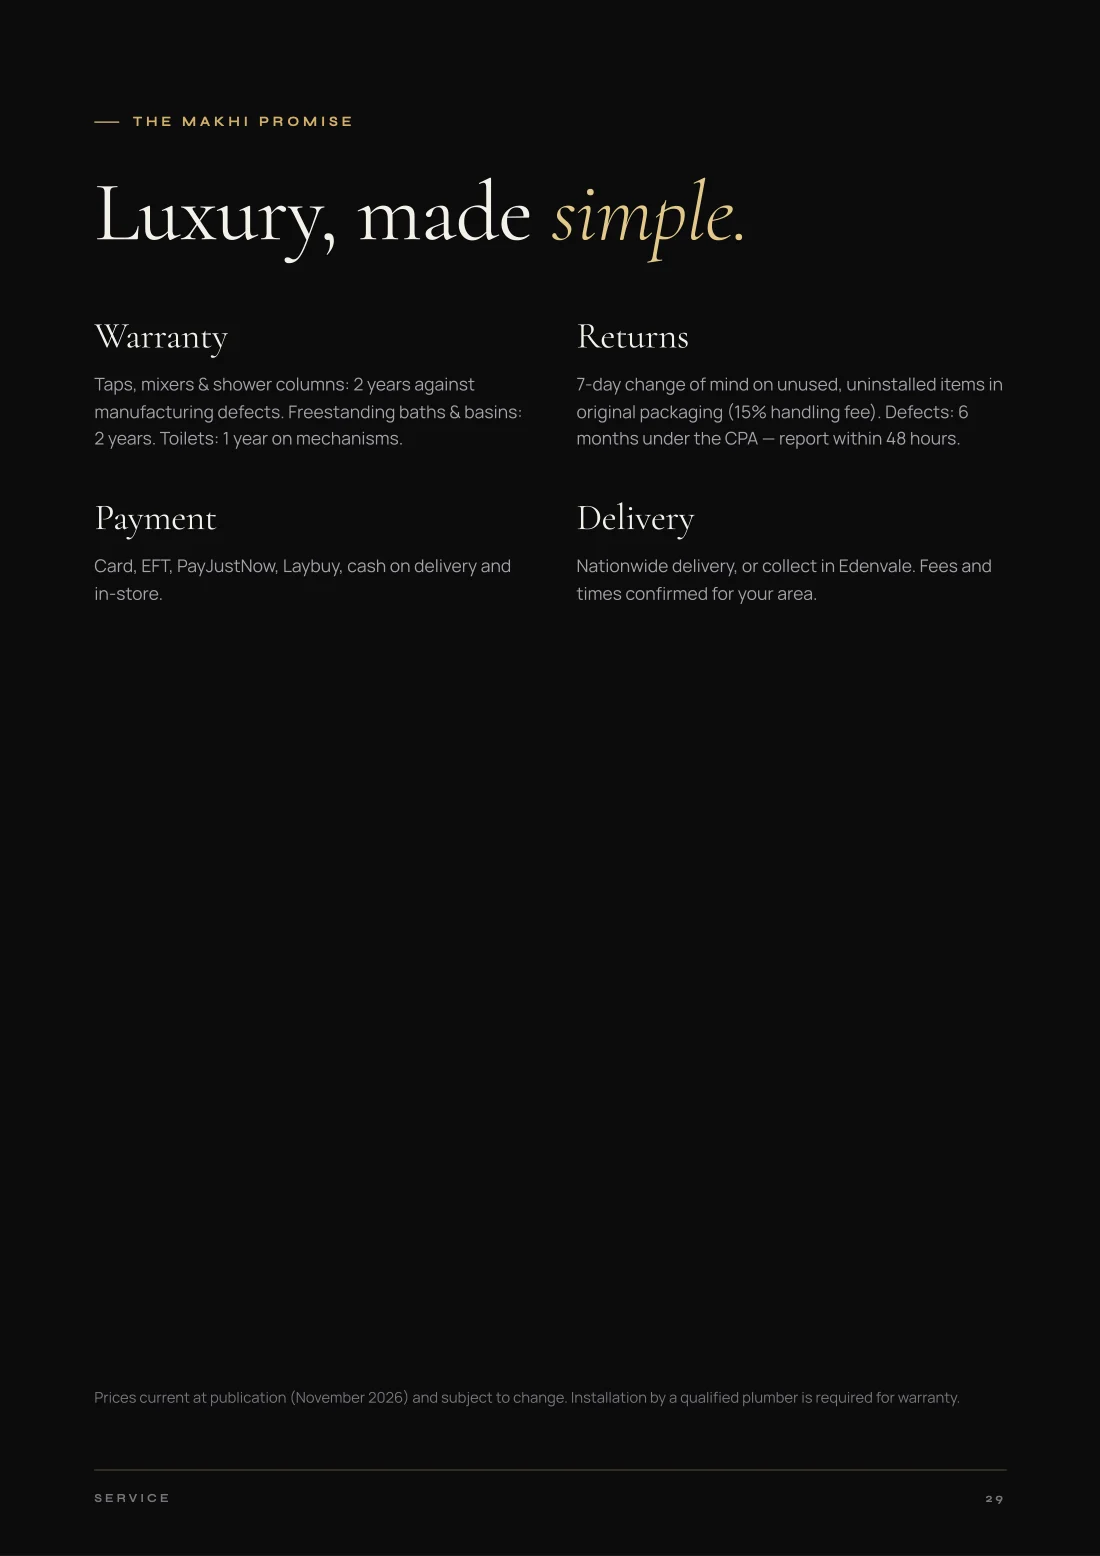 — THE MAKHI PROMISE
Luxury, made simple.
Warranty
Taps, mixers & shower columns: 2 years against
manufacturing defects. Freestanding baths & basins:
2 years. Toilets: 1 year on mechanisms.
Returns
7-day change of mind on unused, uninstalled items in
original packaging (15% handling fee). Defects: 6
months under the CPA — report within 48 hours.
Payment
Card, EFT, PayJustNow, Laybuy, cash on delivery and
in-store.
Delivery
Nationwide delivery, or collect in Edenvale. Fees and
times confirmed for your area.
Prices current at publication (November 2026) and subject to change. Installation by a qualified plumber is required for warranty.
SERVICE
29